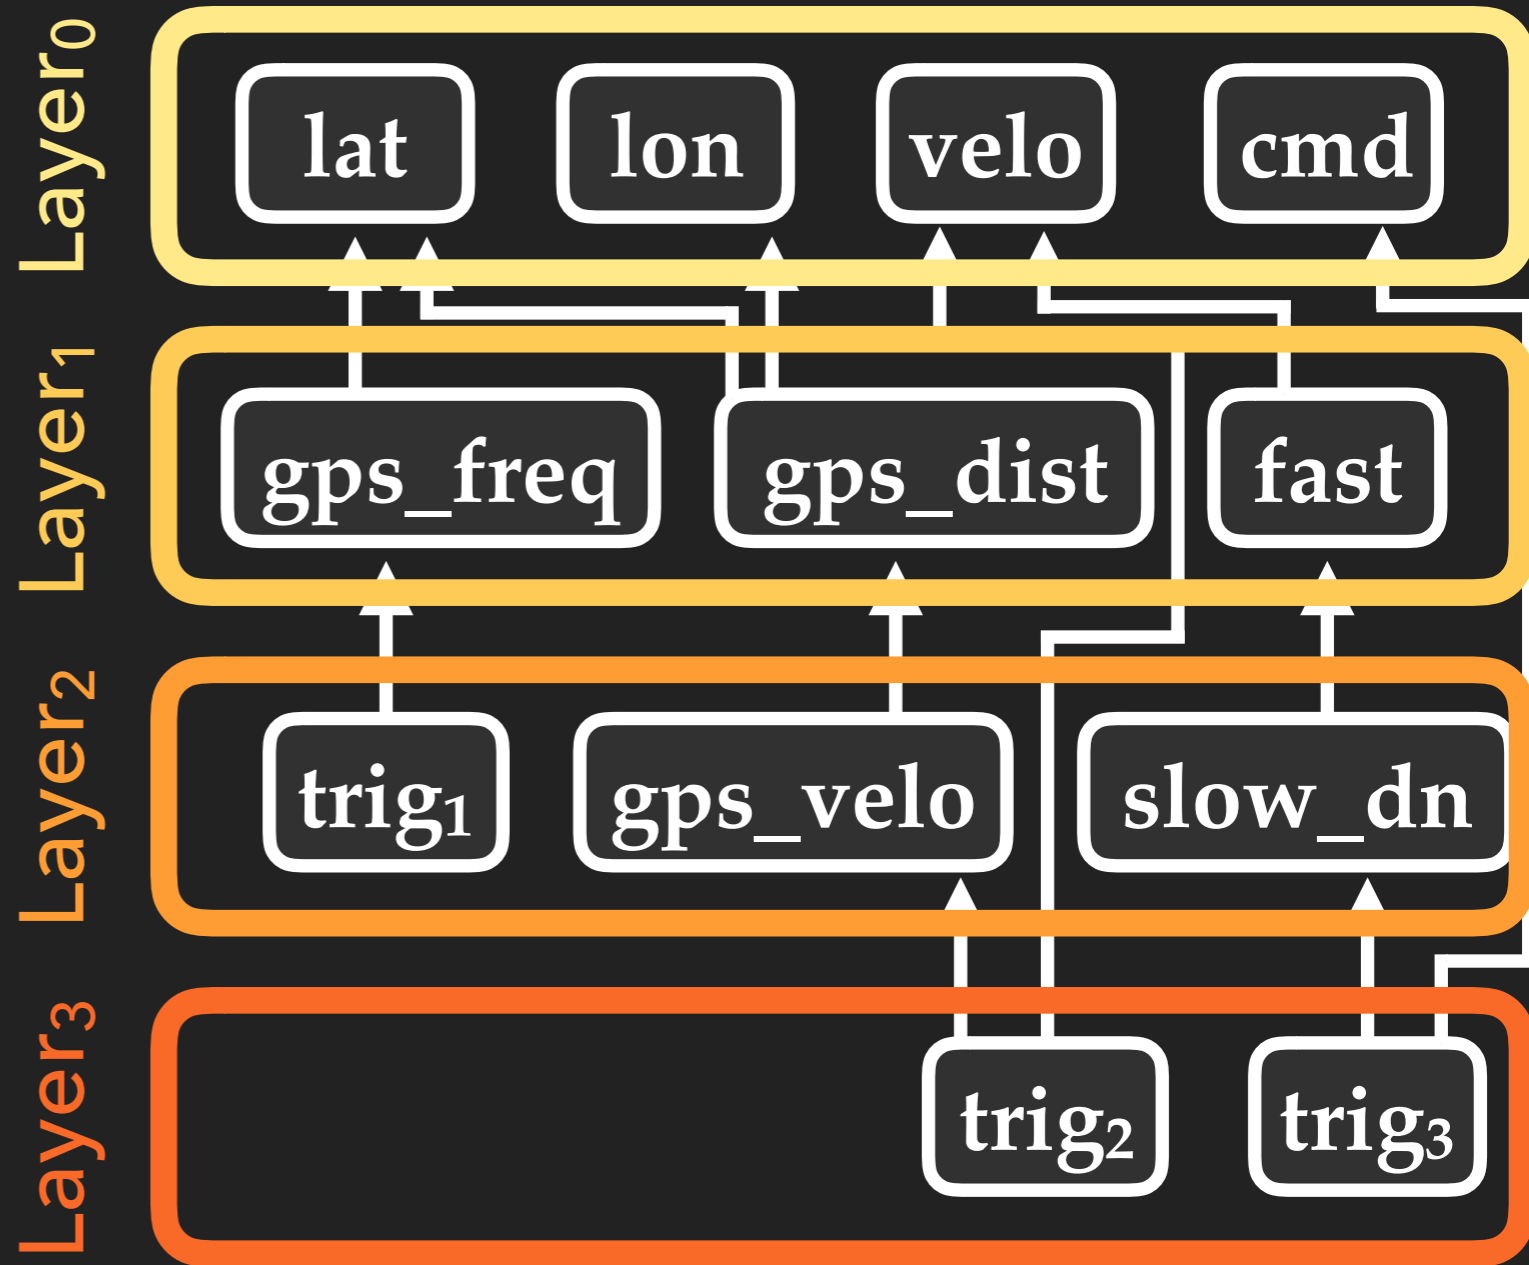 Layer0
lat lon velo cmd
Layer1
gps_freq gps_dist fast
Layer2
trig1 gps_velo slow_dn
Layer3
trig2 trig3